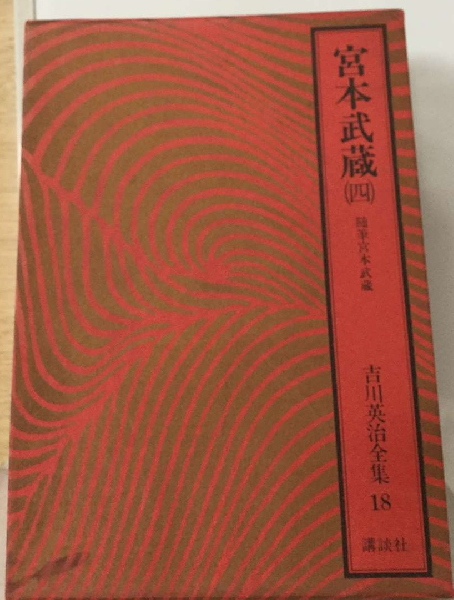 宮本武蔵(四)
随筆宮本武蔵
吉川英治全集 18
講談社